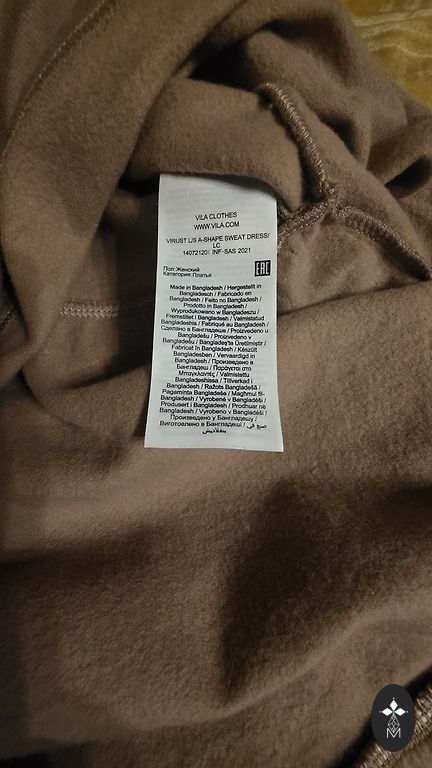 VILA CLOTHES
WWW.VILA.COM
VIRUST L/S A-SHAPE SWEAT DRESS/
LC
14072120/ INF-SAS 2021
Пол:Женский
Категория:Платья
EAC
Made in Bangladesh / Hergestellt in
Bangladesch / Fabricado en
Bangladesh / Feito no Bangladesh /
Prodotto in Bangladesh /
Wyprodukowano w Bangladeszu /
Fremstillet i Bangladesh / Valmistatud
Bangladeshis / Fabriqué au Bangladesh /
Сделано в Бангладеше / Proizvedeno u
Bangladešu / Proizvedeno v
Bangladešu / Bangladeş'te Üretilmiştir /
Fabricat în Bangladesh / Készült
Bangladesben / Vervaardigd in
Bangladesh / Произведено в
Бангладеш / Παράγεται στο
Μπαγκλαντές / Valmistettu
Bangladeshissa / Tillverkad i
Bangladesh / Ražots Bangladešā /
Pagaminta Bangladeše / Maghmul fil-
Bangladesh / Vyrobené v Bangladéši /
Produsert i Bangladesh / Prodhuar në
Bangladesh / Vyrobeno v Bangladéši /
Произведено у Бангладешу /
Виготовлено в Бангладеші / صنع في
بنغلاديش
M